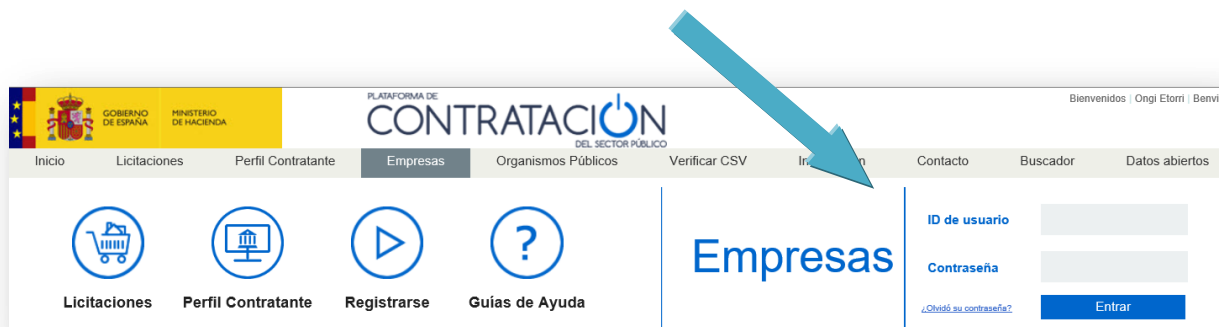 PLATAFORMA DE
CONTRATACIÓN
DEL SECTOR PÚBLICO
GOBIERNO DE ESPAÑA
MINISTERIO DE HACIENDA
Bienvenidos | Ongi Etorri | Benvi
Inicio Licitaciones Perfil Contratante Empresas Organismos Públicos Verificar CSV Contacto Buscador Datos abiertos
Empresas
ID de usuario
Contraseña
¿Olvidó su contraseña? Entrar
Licitaciones Perfil Contratante Registrarse Guías de Ayuda